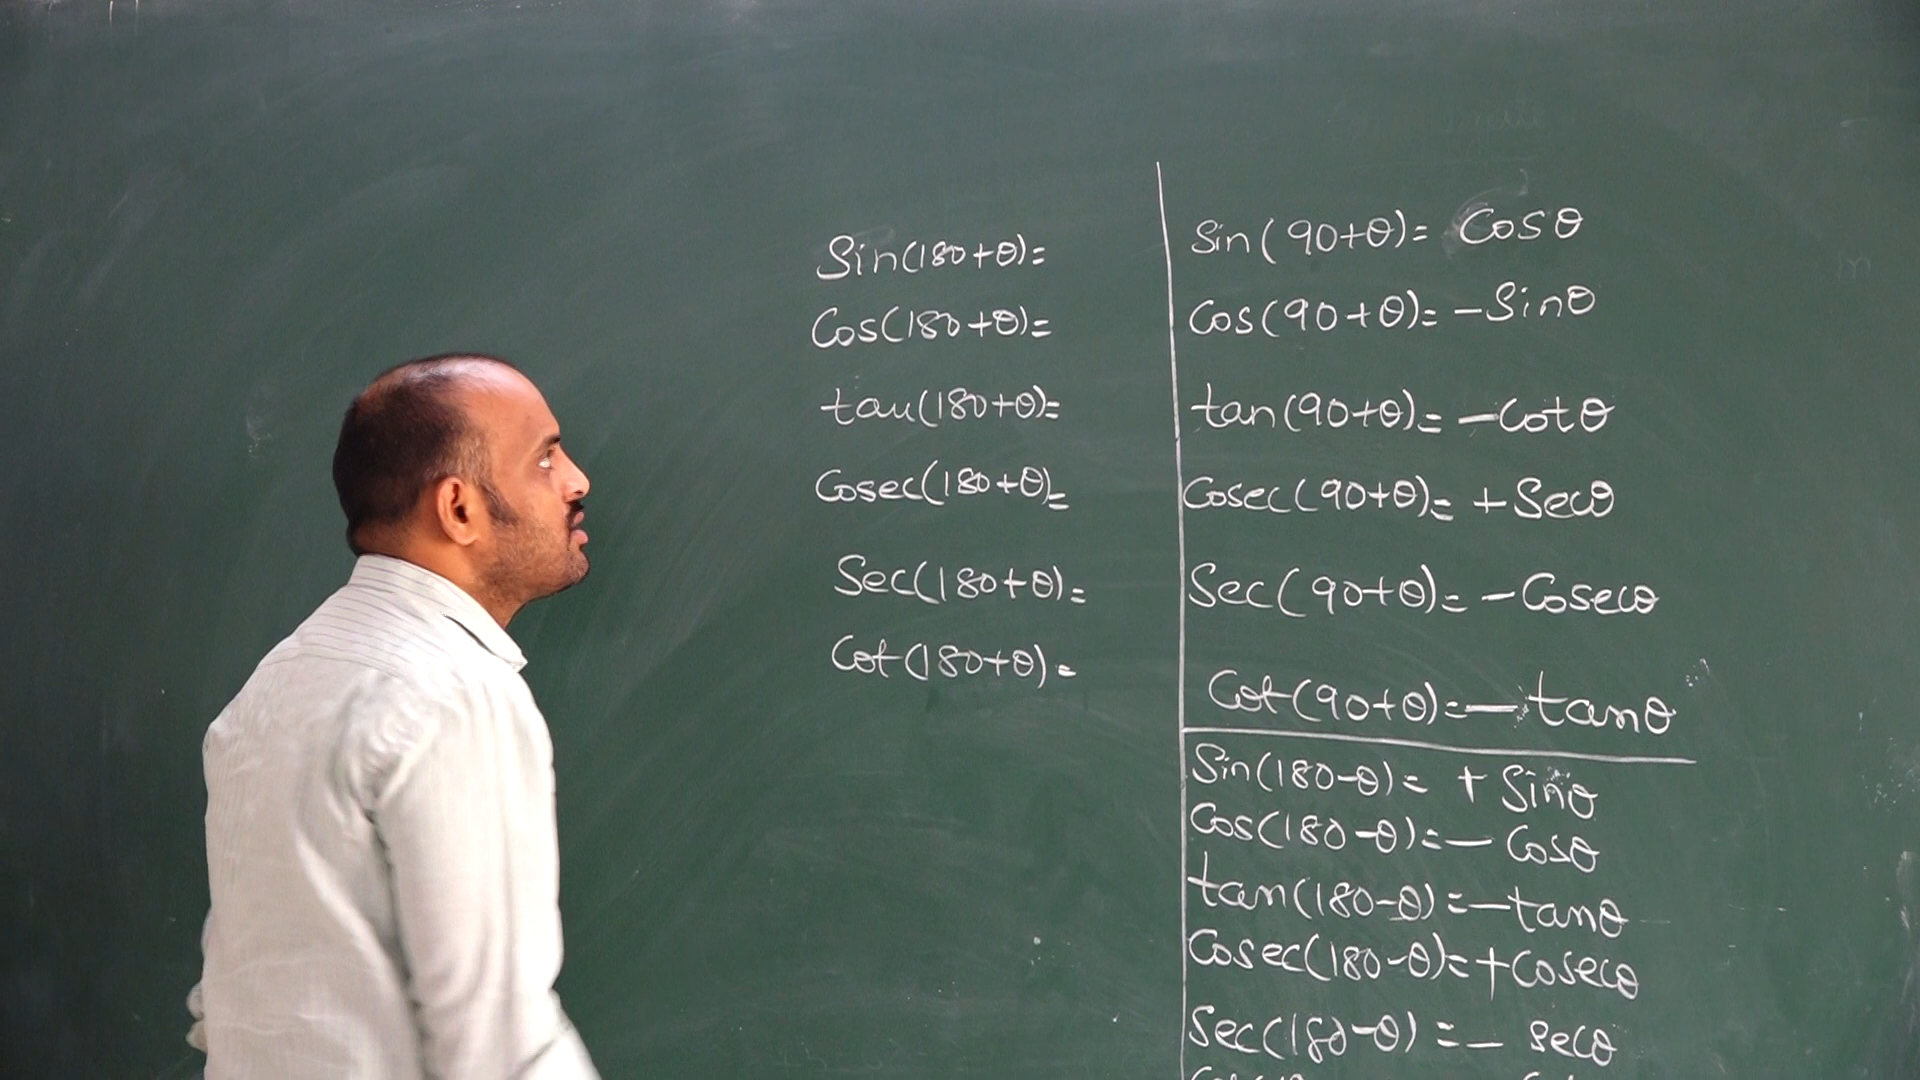 Sin(180+θ)=
Cos(180+θ)=
tan(180+θ)=
Cosec(180+θ)=
Sec(180+θ)=
Cot(180+θ)=
Sin(90+θ)= Cosθ
Cos(90+θ)= -Sinθ
tan(90+θ)= -Cotθ
Cosec(90+θ)= +Secθ
Sec(90+θ)= -Cosecθ
Cot(90+θ)= -tanθ
Sin(180-θ)= + Sinθ
Cos(180-θ)= - Cosθ
tan(180-θ)= -tanθ
Cosec(180-θ)= +Cosecθ
Sec(180-θ) = - secθ